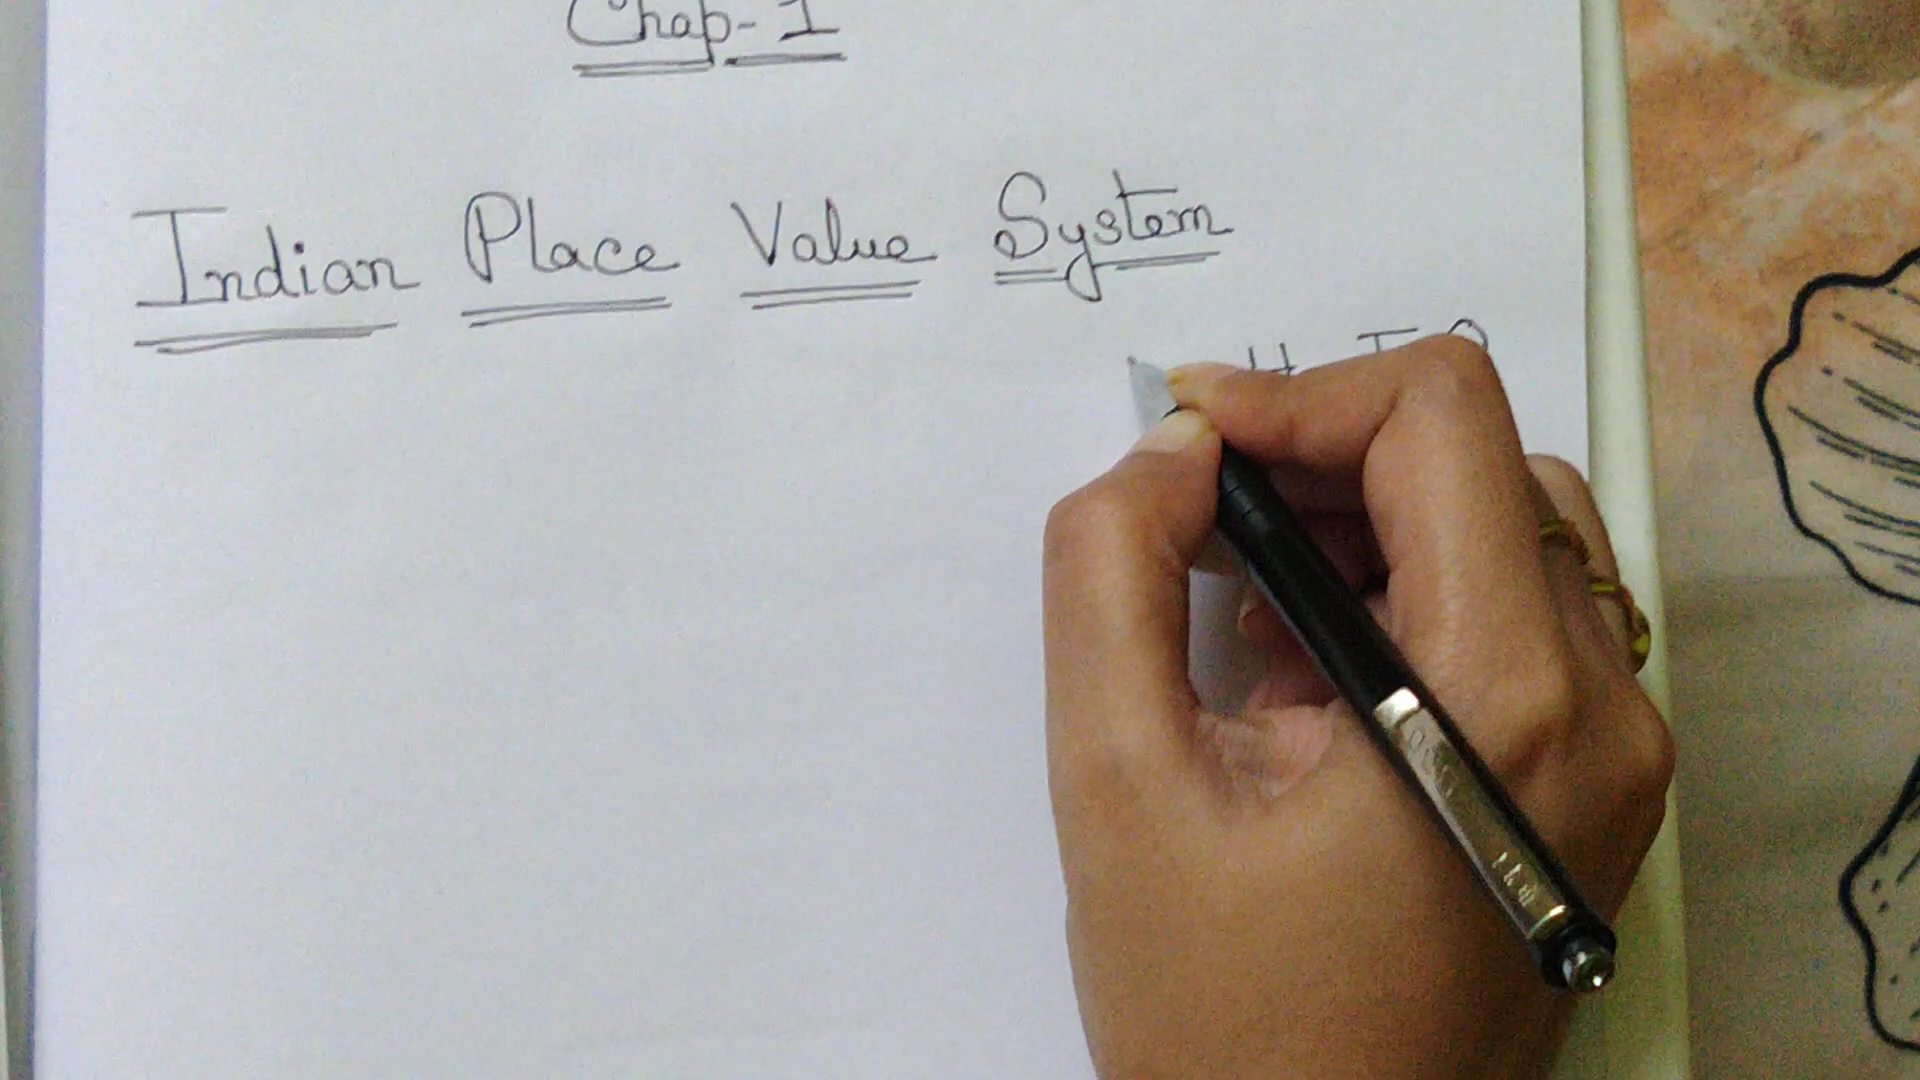 Chap-1
Indian Place Value System
H T O